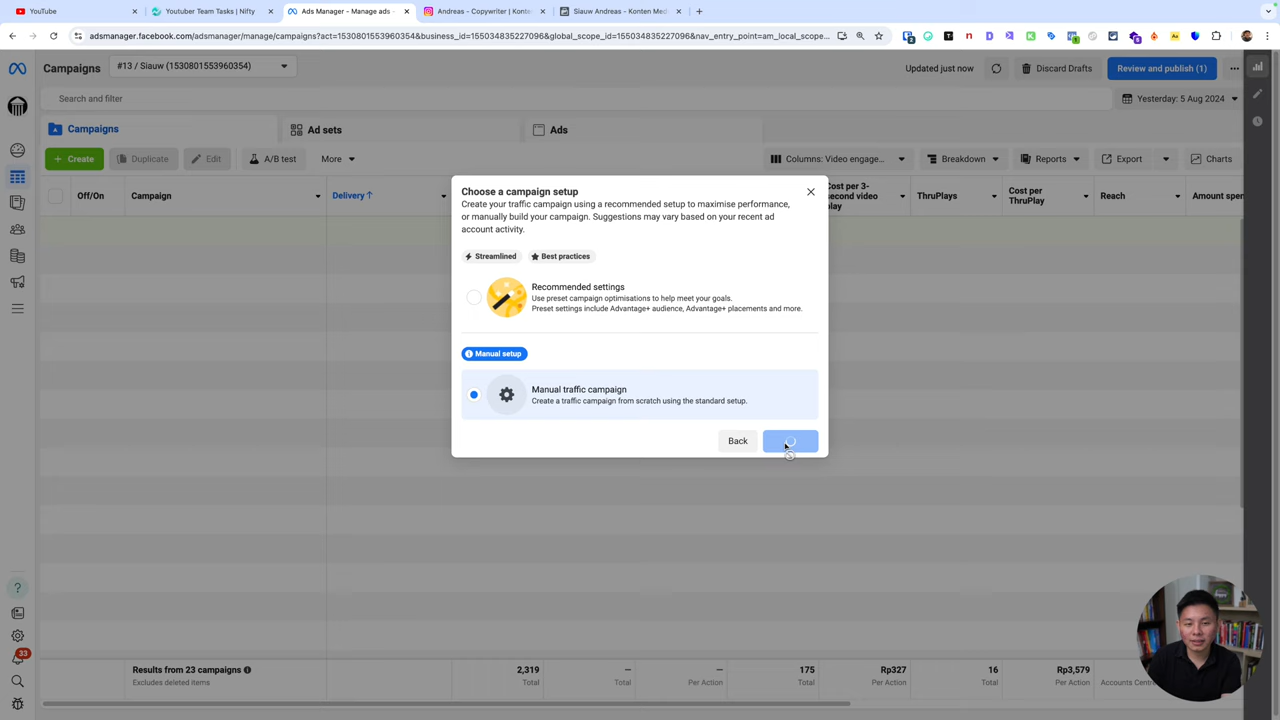 YouTube
Youtuber Team Tasks | Nifty
Ads Manager - Manage ads -
Andreas - Copywriter | Konte
Siauw Andreas - Konten Med
adsmanager.facebook.com/adsmanager/manage/campaigns?act=1530801553960354&business_id=155034835227096&global_scope_id=155034835227096&nav_entry_point=am_local_scope...
Campaigns
#13 / Siauw (1530801553960354)
Updated just now
Discard Drafts
Review and publish (1)
Search and filter
Yesterday: 5 Aug 2024
Campaigns
Ad sets
Ads
+ Create
Duplicate
Edit
A/B test
More
Columns: Video engage...
Breakdown
Reports
Export
Charts
Off/On
Campaign
Delivery ↑
Cost per 3-second video play
ThruPlays
Cost per ThruPlay
Reach
Amount spen
Choose a campaign setup
Create your traffic campaign using a recommended setup to maximise performance,
or manually build your campaign. Suggestions may vary based on your recent ad
account activity.
Streamlined
Best practices
Recommended settings
Use preset campaign optimisations to help meet your goals.
Preset settings include Advantage+ audience, Advantage+ placements and more.
Manual setup
Manual traffic campaign
Create a traffic campaign from scratch using the standard setup.
Back
33
Results from 23 campaigns
Excludes deleted items
2,319
Total
—
Total
—
Per Action
175
Total
Rp327
Per Action
16
Total
Rp3,579
Per Action
Accounts Centre